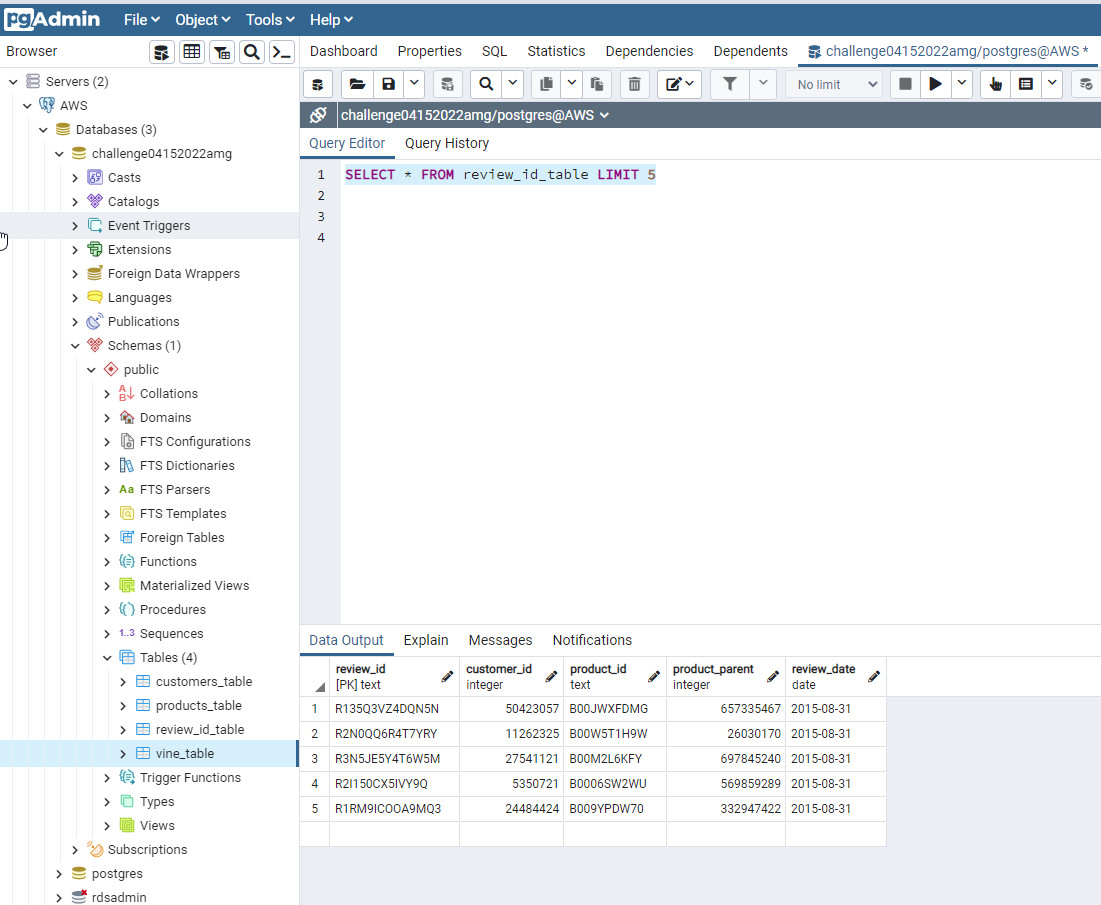 pgAdmin File Object Tools Help
Browser
Dashboard Properties SQL Statistics Dependencies Dependents challenge04152022amg/postgres@AWS *
No limit
challenge04152022amg/postgres@AWS
Query Editor Query History
1 SELECT * FROM review_id_table LIMIT 5
2
3
4
Servers (2)
AWS
Databases (3)
challenge04152022amg
Casts
Catalogs
Event Triggers
Extensions
Foreign Data Wrappers
Languages
Publications
Schemas (1)
public
Collations
Domains
FTS Configurations
FTS Dictionaries
Aa FTS Parsers
FTS Templates
Foreign Tables
Functions
Materialized Views
Procedures
1..3 Sequences
Tables (4)
customers_table
products_table
review_id_table
vine_table
Trigger Functions
Types
Views
Subscriptions
postgres
rdsadmin
Data Output Explain Messages Notifications
review_id customer_id product_id product_parent review_date
[PK] text integer text integer date
1 R135Q3VZ4DQN5N 50423057 B00JWXFDMG 657335467 2015-08-31
2 R2N0QQ6R4T7YRY 11262325 B00W5T1H9W 26030170 2015-08-31
3 R3N5JE5Y4T6W5M 27541121 B00M2L6KFY 697845240 2015-08-31
4 R2I150CX5IVY9Q 5350721 B0006SW2WU 569859289 2015-08-31
5 R1RM9ICOOA9MQ3 24484424 B009YPDW70 332947422 2015-08-31